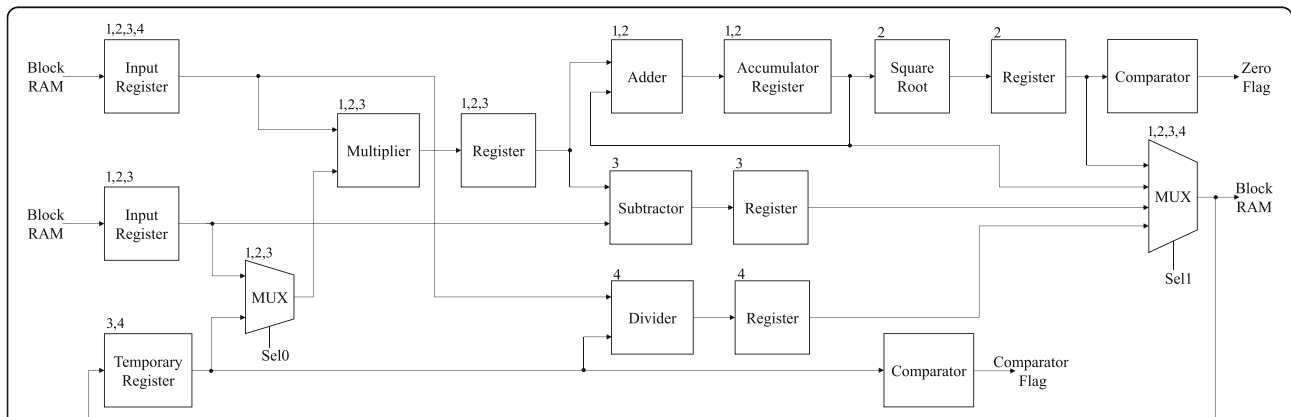 1,2,3,4
Block
RAM
Input
Register
1,2
Adder
1,2
Accumulator
Register
2
Square
Root
2
Register
Comparator
Zero
Flag
1,2,3
Multiplier
1,2,3
Register
1,2,3,4
MUX
Block
RAM
Sel1
1,2,3
Block
RAM
Input
Register
3
Subtractor
3
Register
1,2,3
MUX
Sel0
4
Divider
4
Register
3,4
Temporary
Register
Comparator
Comparator
Flag